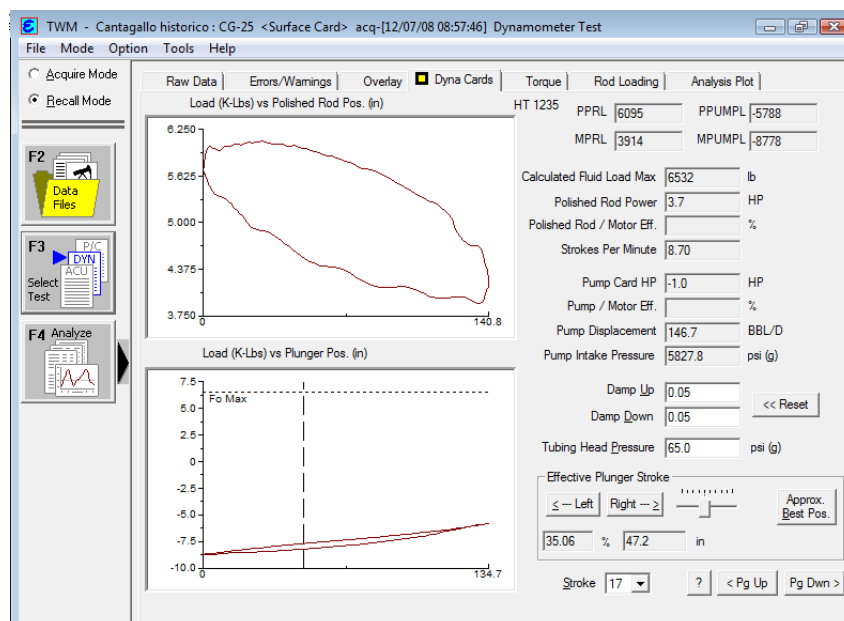 TWM - Cantagallo historico : CG-25 <Surface Card> acq-[12/07/08 08:57:46] Dynamometer Test
File Mode Option Tools Help
Acquire Mode
Recall Mode
Raw Data Errors/Warnings Overlay Dyna Cards Torque Rod Loading Analysis Plot
Load (K-Lbs) vs Polished Rod Pos. (in)
HT 1235
PPRL 6095 PPUMPL -5788
MPRL 3914 MPUMPL -8778
6.250
5.625
5.000
4.375
3.750
0 140.8
F2
Data
Files
F3
P/C
DYN
ACU
Select
Test
F4 Analyze
Calculated Fluid Load Max 6532 lb
Polished Rod Power 3.7 HP
Polished Rod / Motor Eff. %
Strokes Per Minute 8.70
Pump Card HP -1.0 HP
Pump / Motor Eff. %
Pump Displacement 146.7 BBL/D
Pump Intake Pressure 5827.8 psi (g)
Load (K-Lbs) vs Plunger Pos. (in)
7.5
Fo Max
5.0
2.5
0
-2.5
-5.0
-7.5
-10.0
0 134.7
Damp Up 0.05
Damp Down 0.05
<< Reset
Tubing Head Pressure 65.0 psi (g)
Effective Plunger Stroke
< --- Left Right --- >
Approx.
Best Pos.
35.06 % 47.2 in
Stroke 17 ? < Pg Up Pg Dwn >